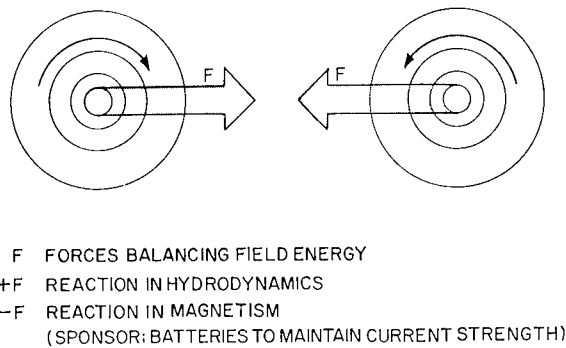 F
F
F FORCES BALANCING FIELD ENERGY
+F REACTION IN HYDRODYNAMICS
-F REACTION IN MAGNETISM
(SPONSOR: BATTERIES TO MAINTAIN CURRENT STRENGTH)